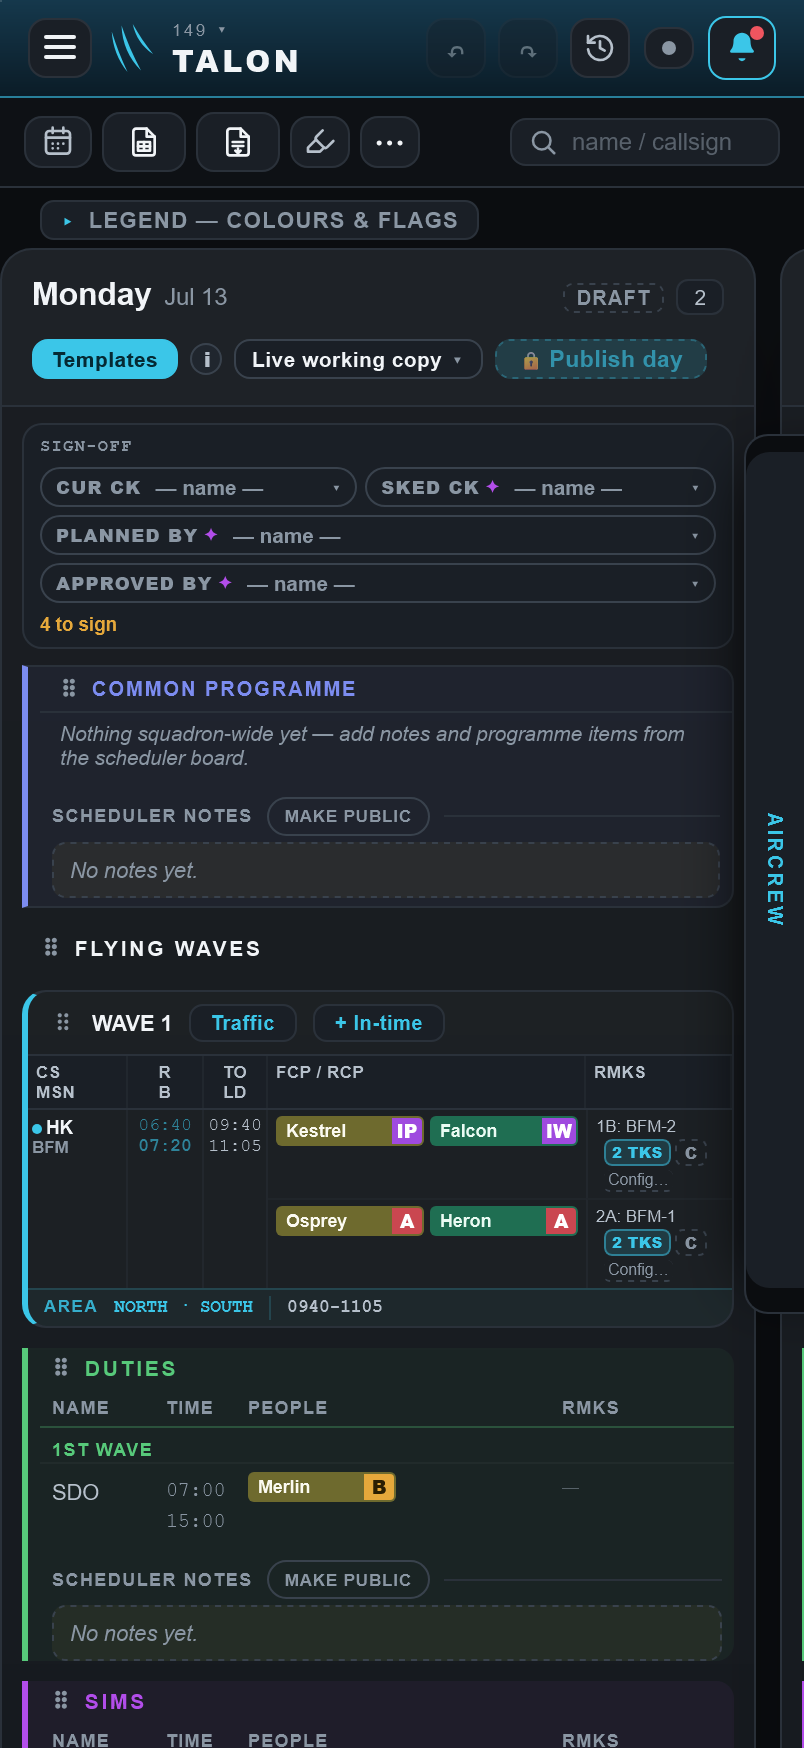 149 ▾
TALON
name / callsign
▸ LEGEND — COLOURS & FLAGS
Monday Jul 13
DRAFT 2
Templates i Live working copy ▾ Publish day
SIGN-OFF
CUR CK — name — ▾ SKED CK ✦ — name — ▾
PLANNED BY ✦ — name — ▾
APPROVED BY ✦ — name — ▾
4 to sign
COMMON PROGRAMME
Nothing squadron-wide yet — add notes and programme items from
the scheduler board.
SCHEDULER NOTES MAKE PUBLIC
No notes yet.
AIRCREW
FLYING WAVES
WAVE 1 Traffic + In-time
CS R TO FCP / RCP RMKS
MSN B LD
HK 06:40 09:40 Kestrel IP Falcon IW 1B: BFM-2
BFM 07:20 11:05 2 TKS C
Config...
Osprey A Heron A 2A: BFM-1
2 TKS C
Config...
AREA NORTH · SOUTH 0940-1105
DUTIES
NAME TIME PEOPLE RMKS
1ST WAVE
SDO 07:00 Merlin B —
15:00
SCHEDULER NOTES MAKE PUBLIC
No notes yet.
SIMS
NAME TIME PEOPLE RMKS